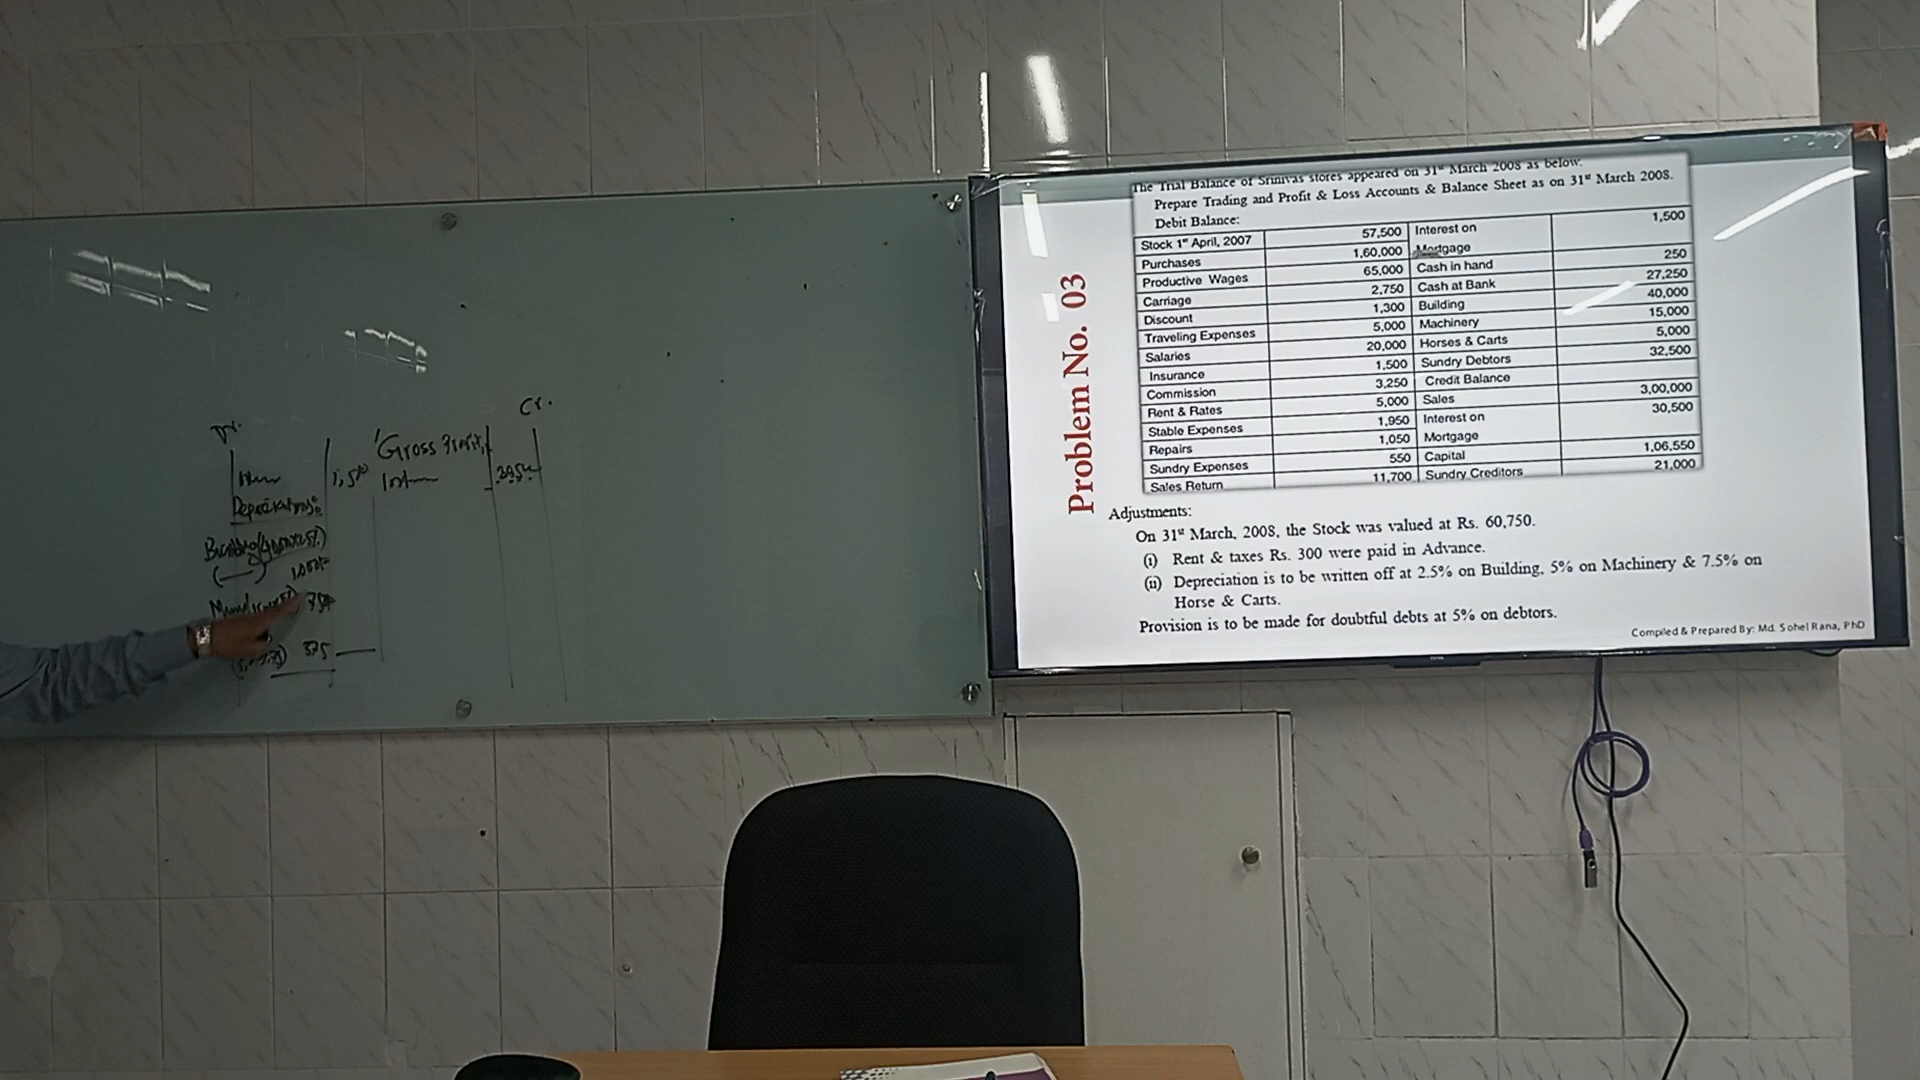 Dr.
Cr.
'Gross Profit'
1,500
Depreciations:
1,000
750
375
Problem No. 03
The Trial Balance of Srinivas stores appeared on 31st March 2008 as below.
Prepare Trading and Profit & Loss Accounts & Balance Sheet as on 31st March 2008.
Debit Balance:
Stock 1st April, 2007 57,500 Interest on Mortgage 1,500
Purchases 1,60,000
Productive Wages 65,000 Cash in hand 250
Carriage 2,750 Cash at Bank 27,250
Discount 1,300 Building 40,000
Traveling Expenses 5,000 Machinery 15,000
Salaries 20,000 Horses & Carts 5,000
Insurance 1,500 Sundry Debtors 32,500
Commission 3,250 Credit Balance
Rent & Rates 5,000 Sales 3,00,000
Stable Expenses 1,950 Interest on Mortgage 30,500
Repairs 1,050
Sundry Expenses 550 Capital 1,06,550
Sales Return 11,700 Sundry Creditors 21,000
Adjustments:
On 31st March, 2008, the Stock was valued at Rs. 60,750.
(i) Rent & taxes Rs. 300 were paid in Advance.
(ii) Depreciation is to be written off at 2.5% on Building, 5% on Machinery & 7.5% on
Horse & Carts.
Provision is to be made for doubtful debts at 5% on debtors.
Compiled & Prepared By: Md. Sohel Rana, PhD